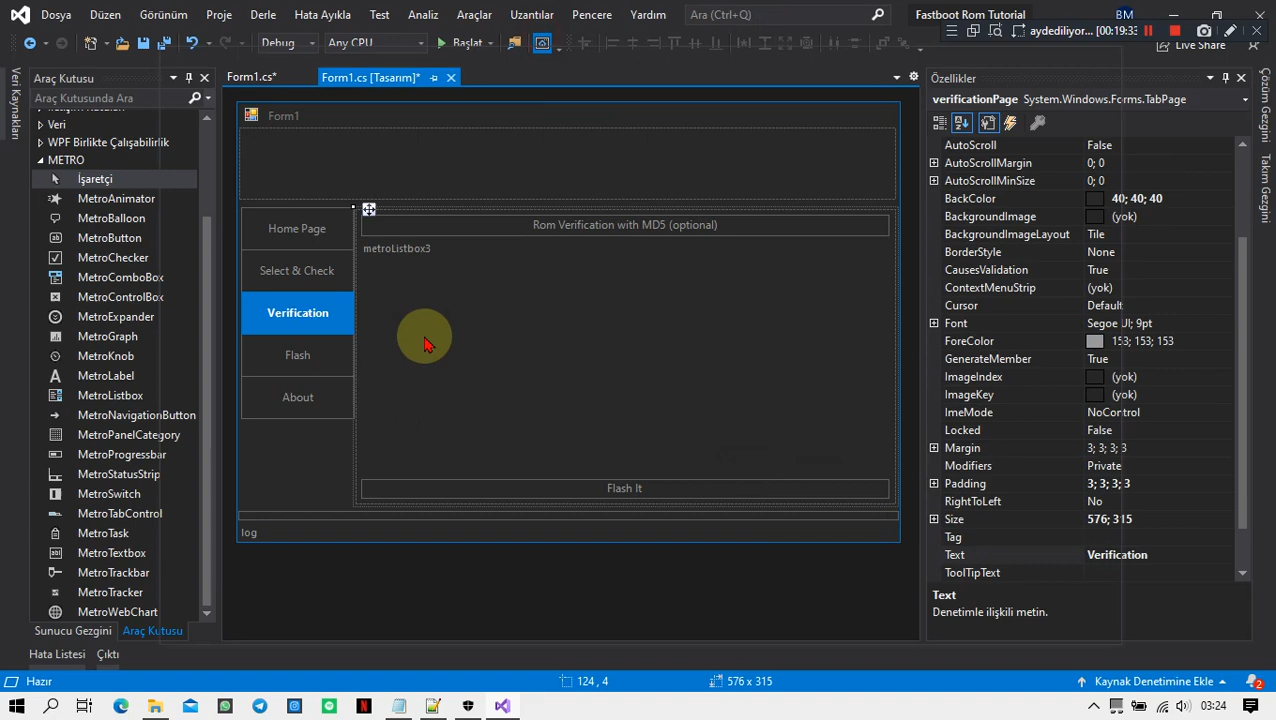 Dosya Düzen Görünüm Proje Derle Hata Ayıkla Test Analiz Araçlar Uzantılar Pencere Yardım Ara (Ctrl+Q) Fastboot Rom Tutorial BM
aydediliyor... [00:19:33
Debug Any CPU Başlat Live Share
Veri Kaynakları
Araç Kutusu
Araç Kutusunda Ara
Veri
WPF Birlikte Çalışabilirlik
METRO
İşaretçi
MetroAnimator
MetroBalloon
MetroButton
MetroChecker
MetroComboBox
MetroControlBox
MetroExpander
MetroGraph
MetroKnob
MetroLabel
MetroListbox
MetroNavigationButton
MetroPanelCategory
MetroProgressbar
MetroStatusStrip
MetroSwitch
MetroTabControl
MetroTask
MetroTextbox
MetroTrackbar
MetroTracker
MetroWebChart
Sunucu Gezgini Araç Kutusu
Hata Listesi Çıktı
Form1.cs* Form1.cs [Tasarım]*
Form1
Home Page
Select & Check
Verification
Flash
About
Rom Verification with MD5 (optional)
metroListbox3
Flash It
log
Özellikler
verificationPage System.Windows.Forms.TabPage
AutoScroll False
AutoScrollMargin 0; 0
AutoScrollMinSize 0; 0
BackColor 40; 40; 40
BackgroundImage (yok)
BackgroundImageLayout Tile
BorderStyle None
CausesValidation True
ContextMenuStrip (yok)
Cursor Default
Font Segoe UI; 9pt
ForeColor 153; 153; 153
GenerateMember True
ImageIndex (yok)
ImageKey (yok)
ImeMode NoControl
Locked False
Margin 3; 3; 3; 3
Modifiers Private
Padding 3; 3; 3; 3
RightToLeft No
Size 576; 315
Tag
Text Verification
ToolTipText
Text
Denetimle ilişkili metin.
Çözüm Gezgini
Takım Gezgini
Hazır 124 , 4 576 x 315 Kaynak Denetimine Ekle 2
03:24